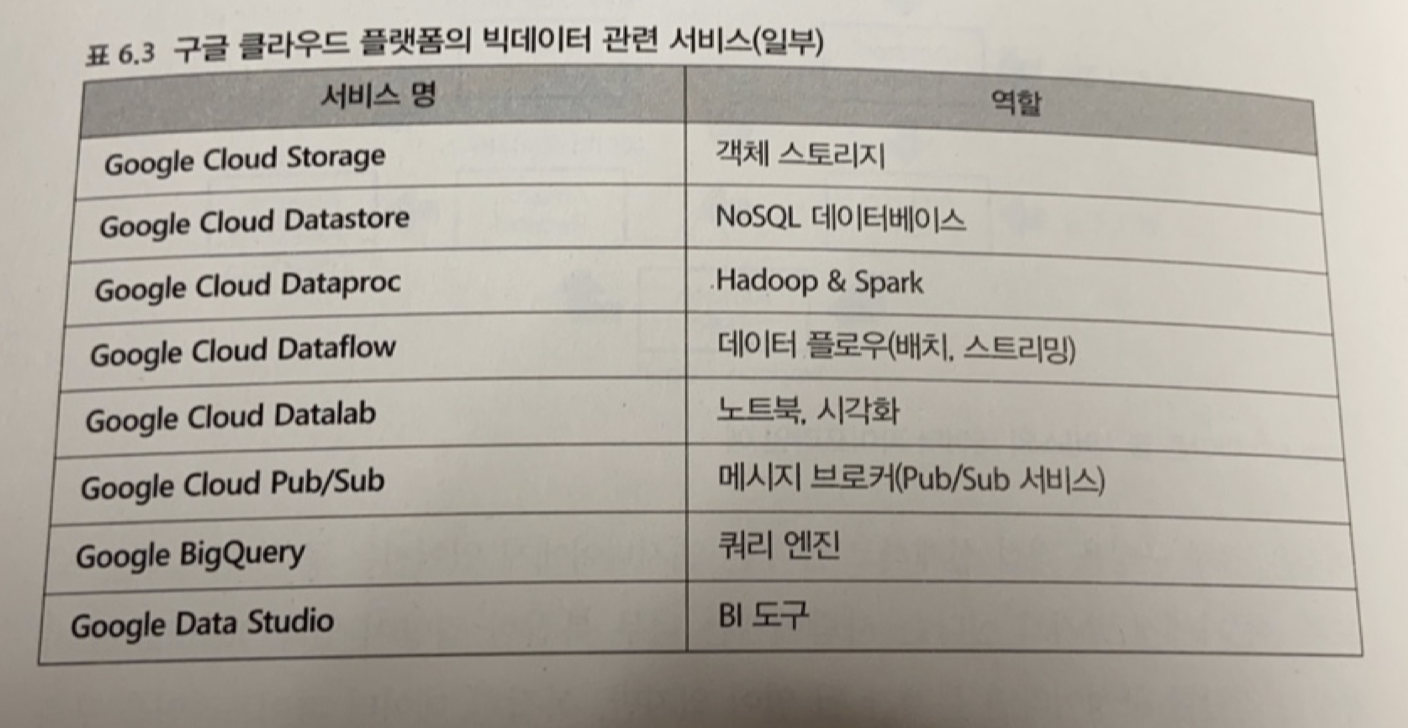 표 6.3 구글 클라우드 플랫폼의 빅데이터 관련 서비스(일부)
서비스 명 역할
Google Cloud Storage 객체 스토리지
Google Cloud Datastore NoSQL 데이터베이스
Google Cloud Dataproc Hadoop & Spark
Google Cloud Dataflow 데이터 플로우(배치, 스트리밍)
Google Cloud Datalab 노트북, 시각화
Google Cloud Pub/Sub 메시지 브로커(Pub/Sub 서비스)
Google BigQuery 쿼리 엔진
Google Data Studio BI 도구